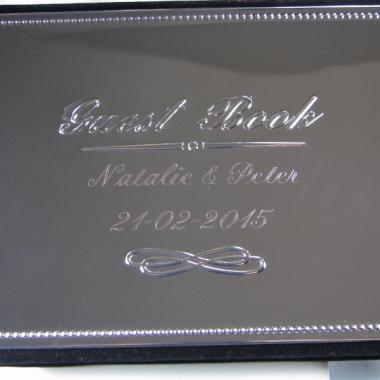 Guest Book
Natalie & Peter
21-02-2015